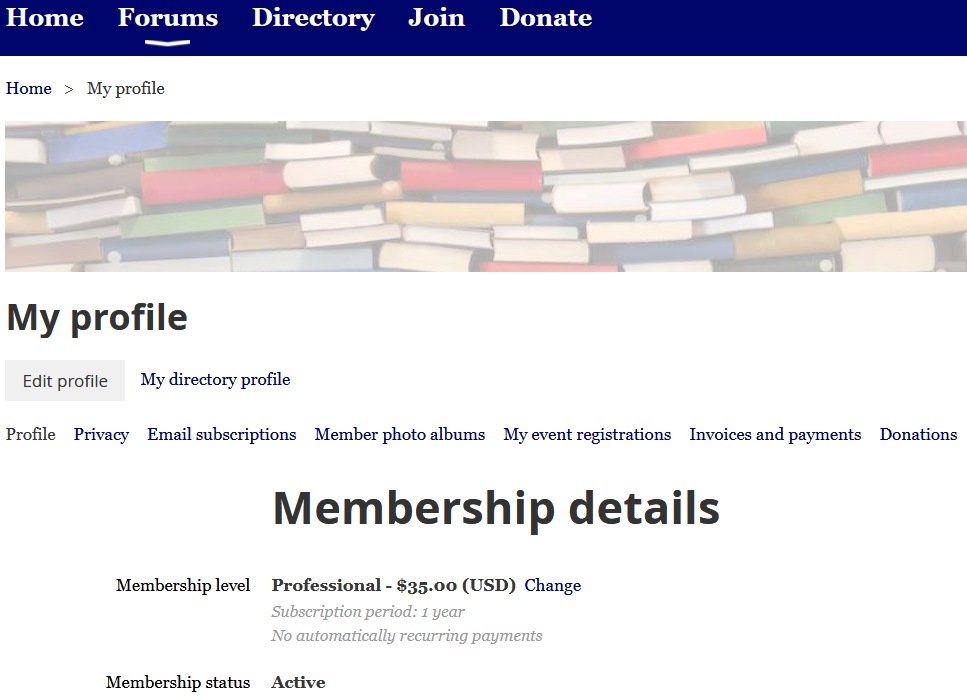 Home Forums Directory Join Donate
Home > My profile
My profile
Edit profile My directory profile
Profile Privacy Email subscriptions Member photo albums My event registrations Invoices and payments Donations
Membership details
Membership level Professional - $35.00 (USD) Change
Subscription period: 1 year
No automatically recurring payments
Membership status Active